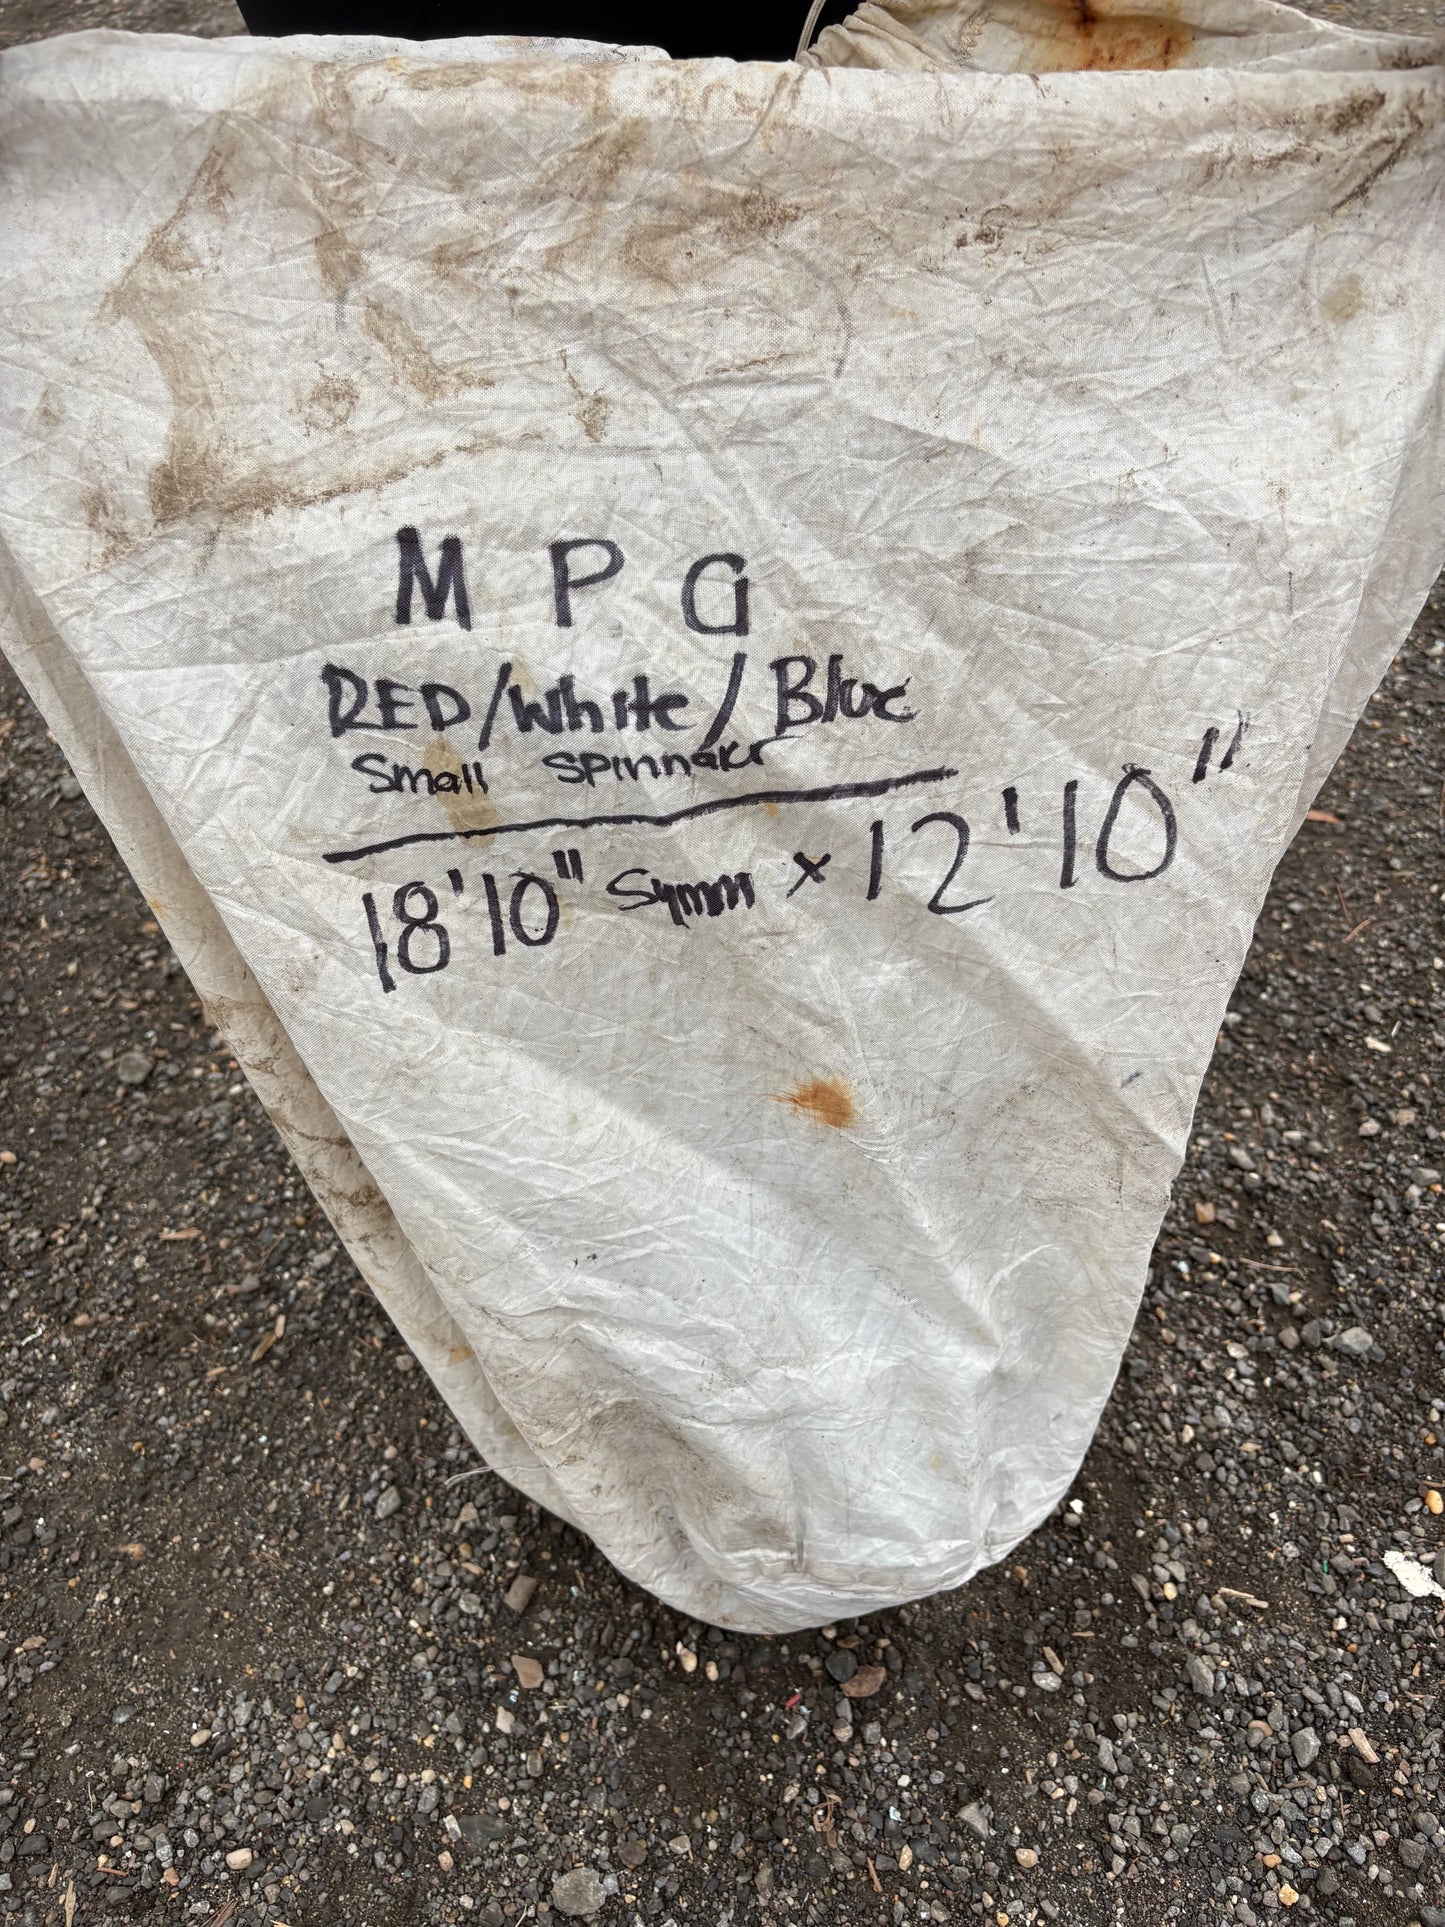 M P G
RED/White/Blue
Small Spinnakr
18'10" Symm x 12'10"